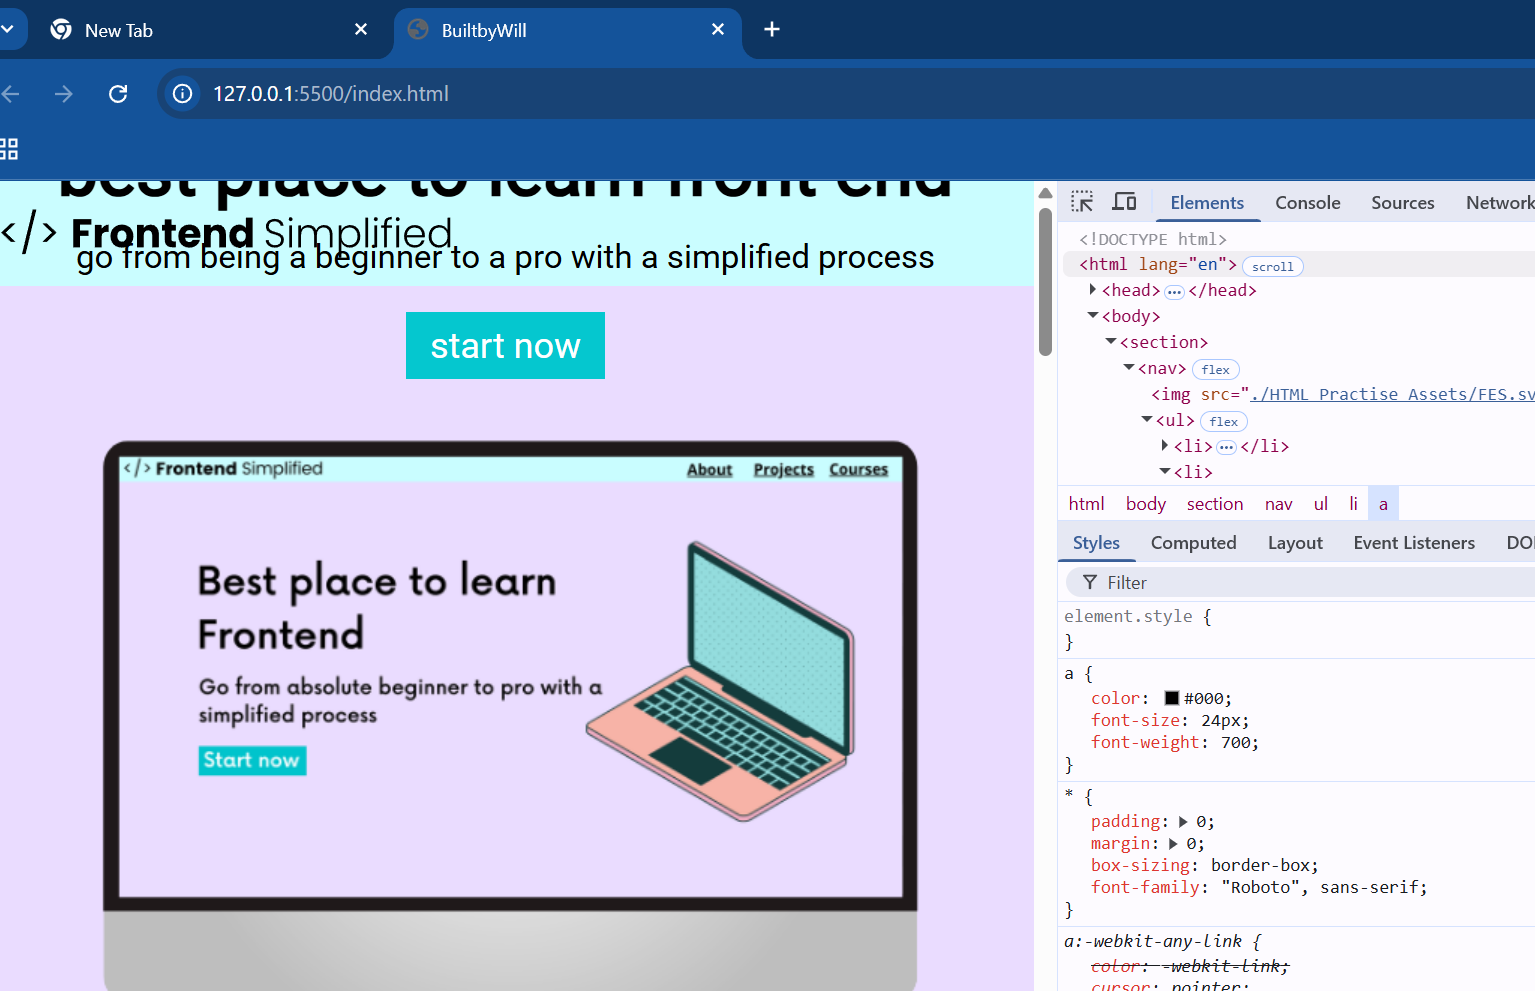 New Tab
BuiltbyWill
127.0.0.1:5500/index.html
best place to learn front end
</> Frontend Simplified
go from being a beginner to a pro with a simplified process
start now
</> Frontend Simplified
About Projects Courses
Best place to learn
Frontend
Go from absolute beginner to pro with a
simplified process
Start now
Elements Console Sources Network
<!DOCTYPE html>
<html lang="en"> scroll
<head> ••• </head>
<body>
<section>
<nav> flex
<img src="./HTML Practise Assets/FES.sv
<ul> flex
<li> ••• </li>
<li>
html body section nav ul li a
Styles Computed Layout Event Listeners DO
Filter
element.style {
}
a {
color: #000;
font-size: 24px;
font-weight: 700;
}
* {
padding: 0;
margin: 0;
box-sizing: border-box;
font-family: "Roboto", sans-serif;
}
a:-webkit-any-link {
color: -webkit-link;
cursor: pointer;